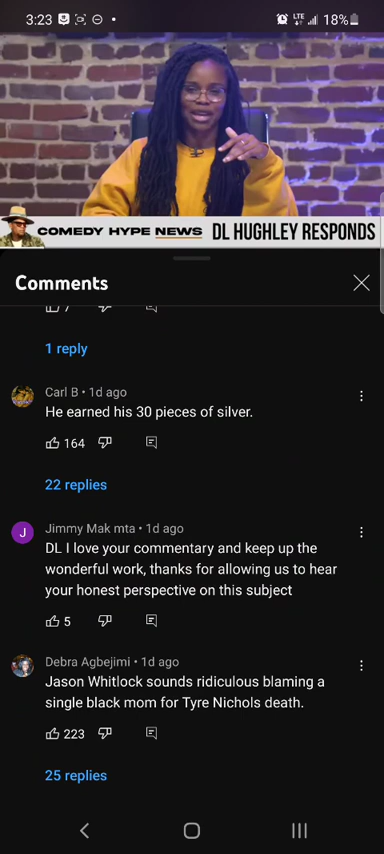 3:23 LTE 18%
COMEDY HYPE NEWS DL HUGHLEY RESPONDS
Comments
7
1 reply
Carl B • 1d ago
He earned his 30 pieces of silver.
164
22 replies
J
Jimmy Mak mta • 1d ago
DL I love your commentary and keep up the
wonderful work, thanks for allowing us to hear
your honest perspective on this subject
5
Debra Agbejimi • 1d ago
Jason Whitlock sounds ridiculous blaming a
single black mom for Tyre Nichols death.
223
25 replies